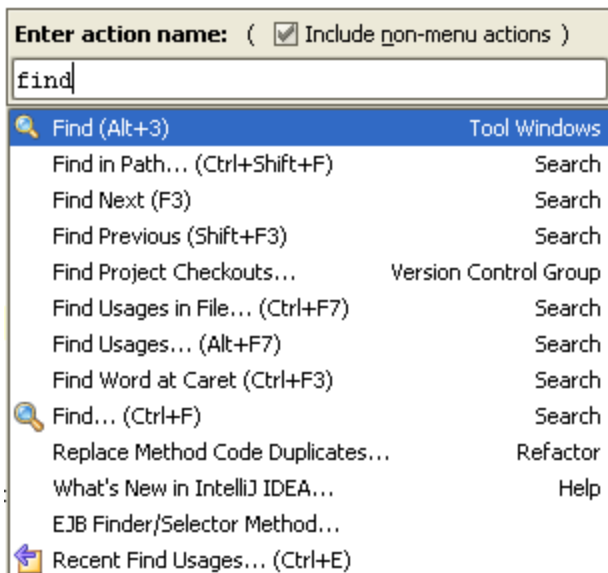 Enter action name: ( Include non-menu actions )
find
Find (Alt+3) Tool Windows
Find in Path... (Ctrl+Shift+F) Search
Find Next (F3) Search
Find Previous (Shift+F3) Search
Find Project Checkouts... Version Control Group
Find Usages in File... (Ctrl+F7) Search
Find Usages... (Alt+F7) Search
Find Word at Caret (Ctrl+F3) Search
Find... (Ctrl+F) Search
Replace Method Code Duplicates... Refactor
What's New in IntelliJ IDEA... Help
EJB Finder/Selector Method...
Recent Find Usages... (Ctrl+E)